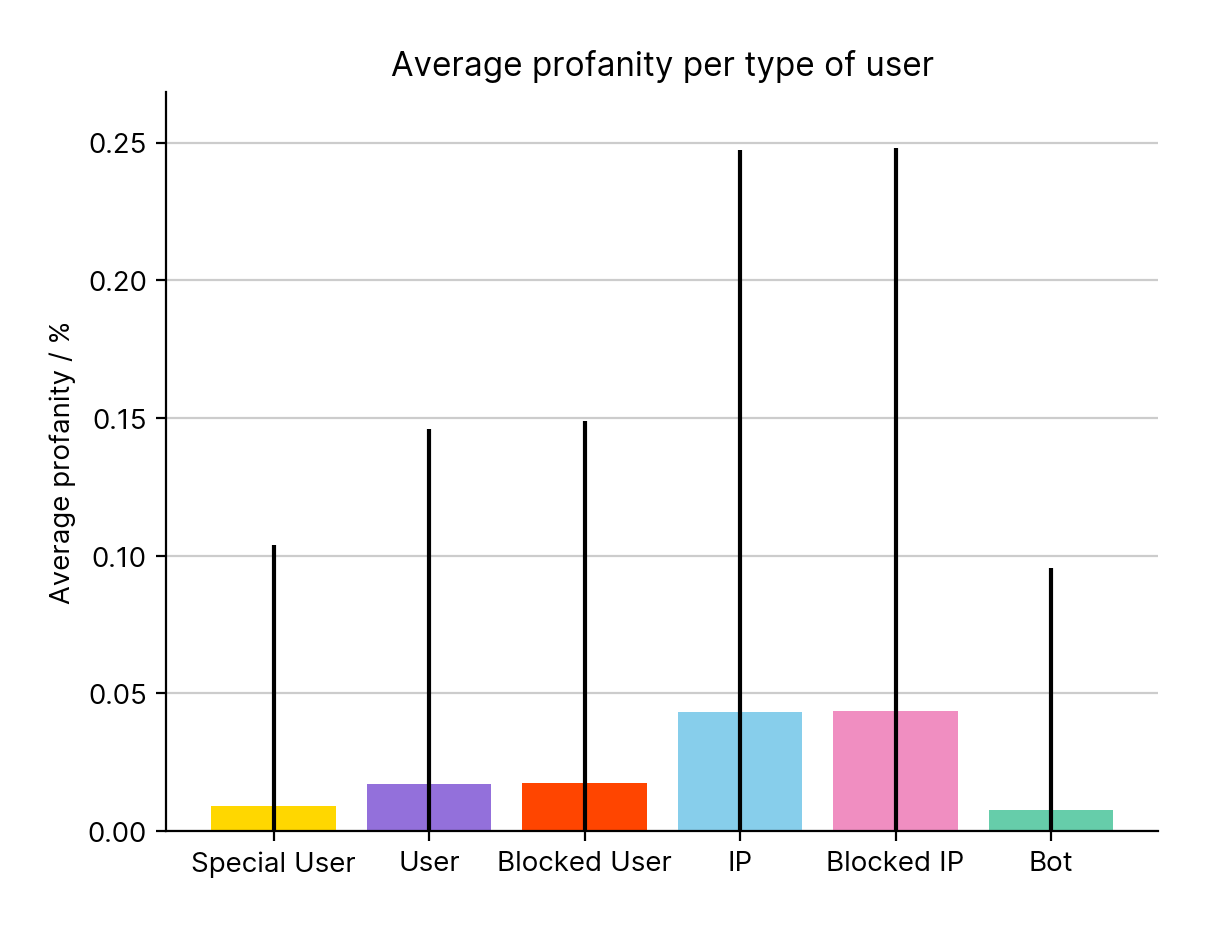 Average profanity per type of user
Average profanity / %
0.25
0.20
0.15
0.10
0.05
0.00
Special User User Blocked User IP Blocked IP Bot